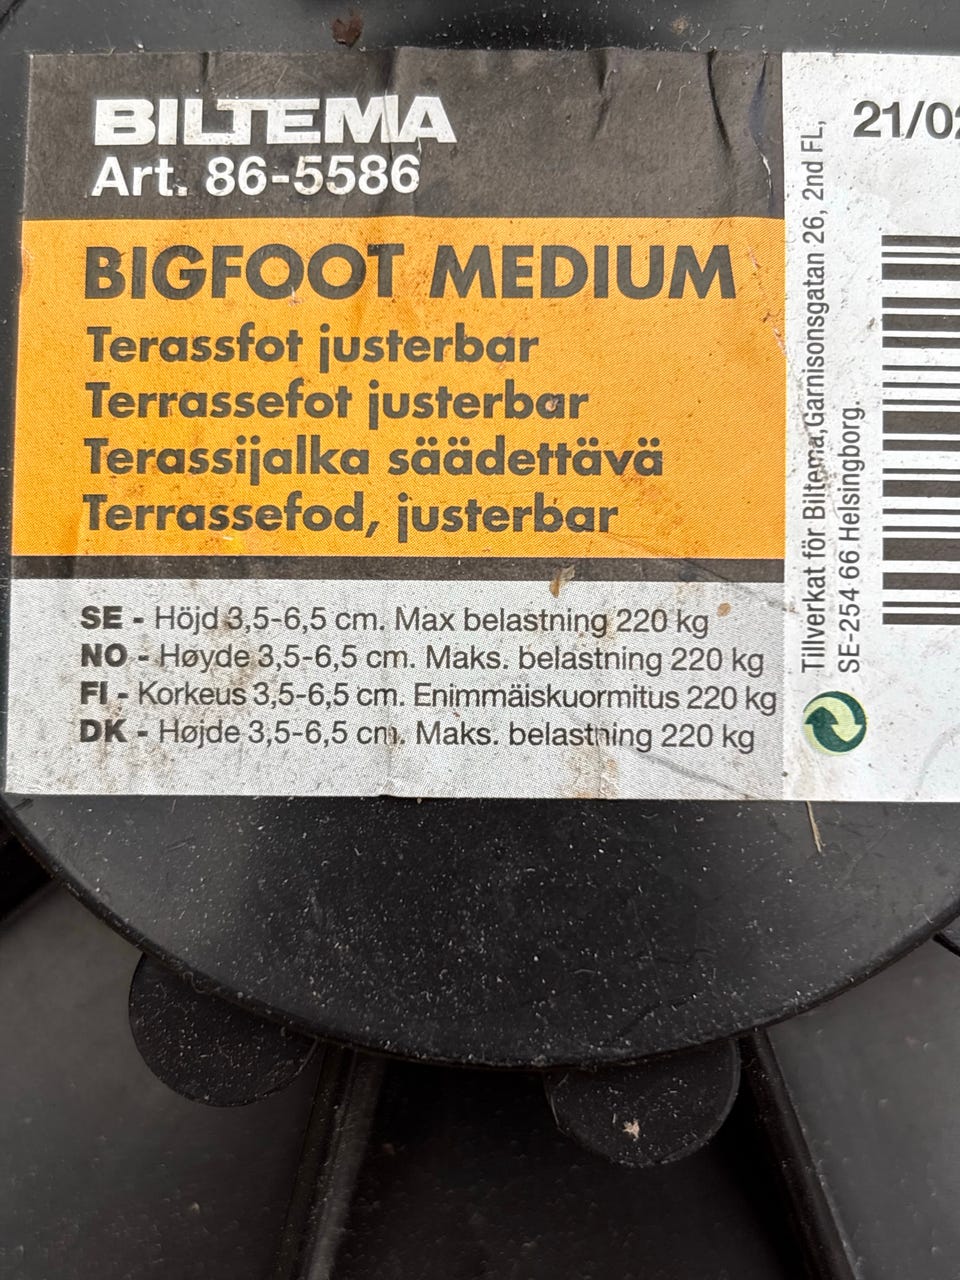 BILTEMA
Art. 86-5586
BIGFOOT MEDIUM
Terassfot justerbar
Terrassefot justerbar
Terassijalka säädettävä
Terrassefod, justerbar
SE - Höjd 3,5-6,5 cm. Max belastning 220 kg
NO - Høyde 3,5-6,5 cm. Maks. belastning 220 kg
FI - Korkeus 3,5-6,5 cm. Enimmäiskuormitus 220 kg
DK - Højde 3,5-6,5 cm. Maks. belastning 220 kg
Tillverkat för Biltema,Garnisonsgatan 26, 2nd FL,
SE-254 66 Helsingborg.
21/02